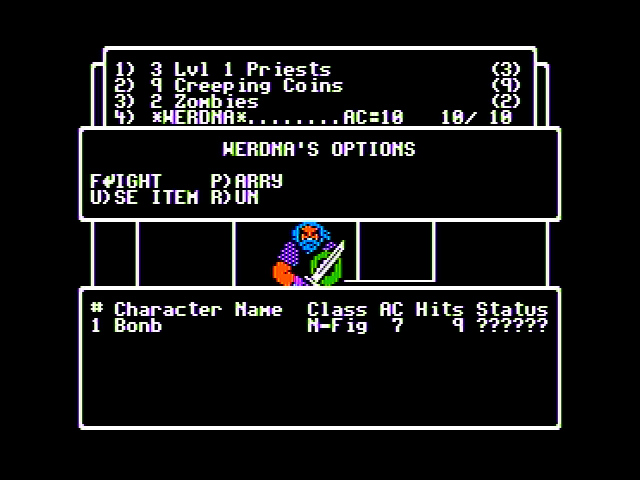 1) 3 Lvl 1 Priests (3)
2) 9 Creeping Coins (9)
3) 2 Zombies (2)
4) *WERDNA*........AC=10 10/ 10
WERDNA'S OPTIONS
F)IGHT P)ARRY
U)SE ITEM R)UN
# Character Name Class AC Hits Status
1 Bonb N-Fig 7 9 ??????